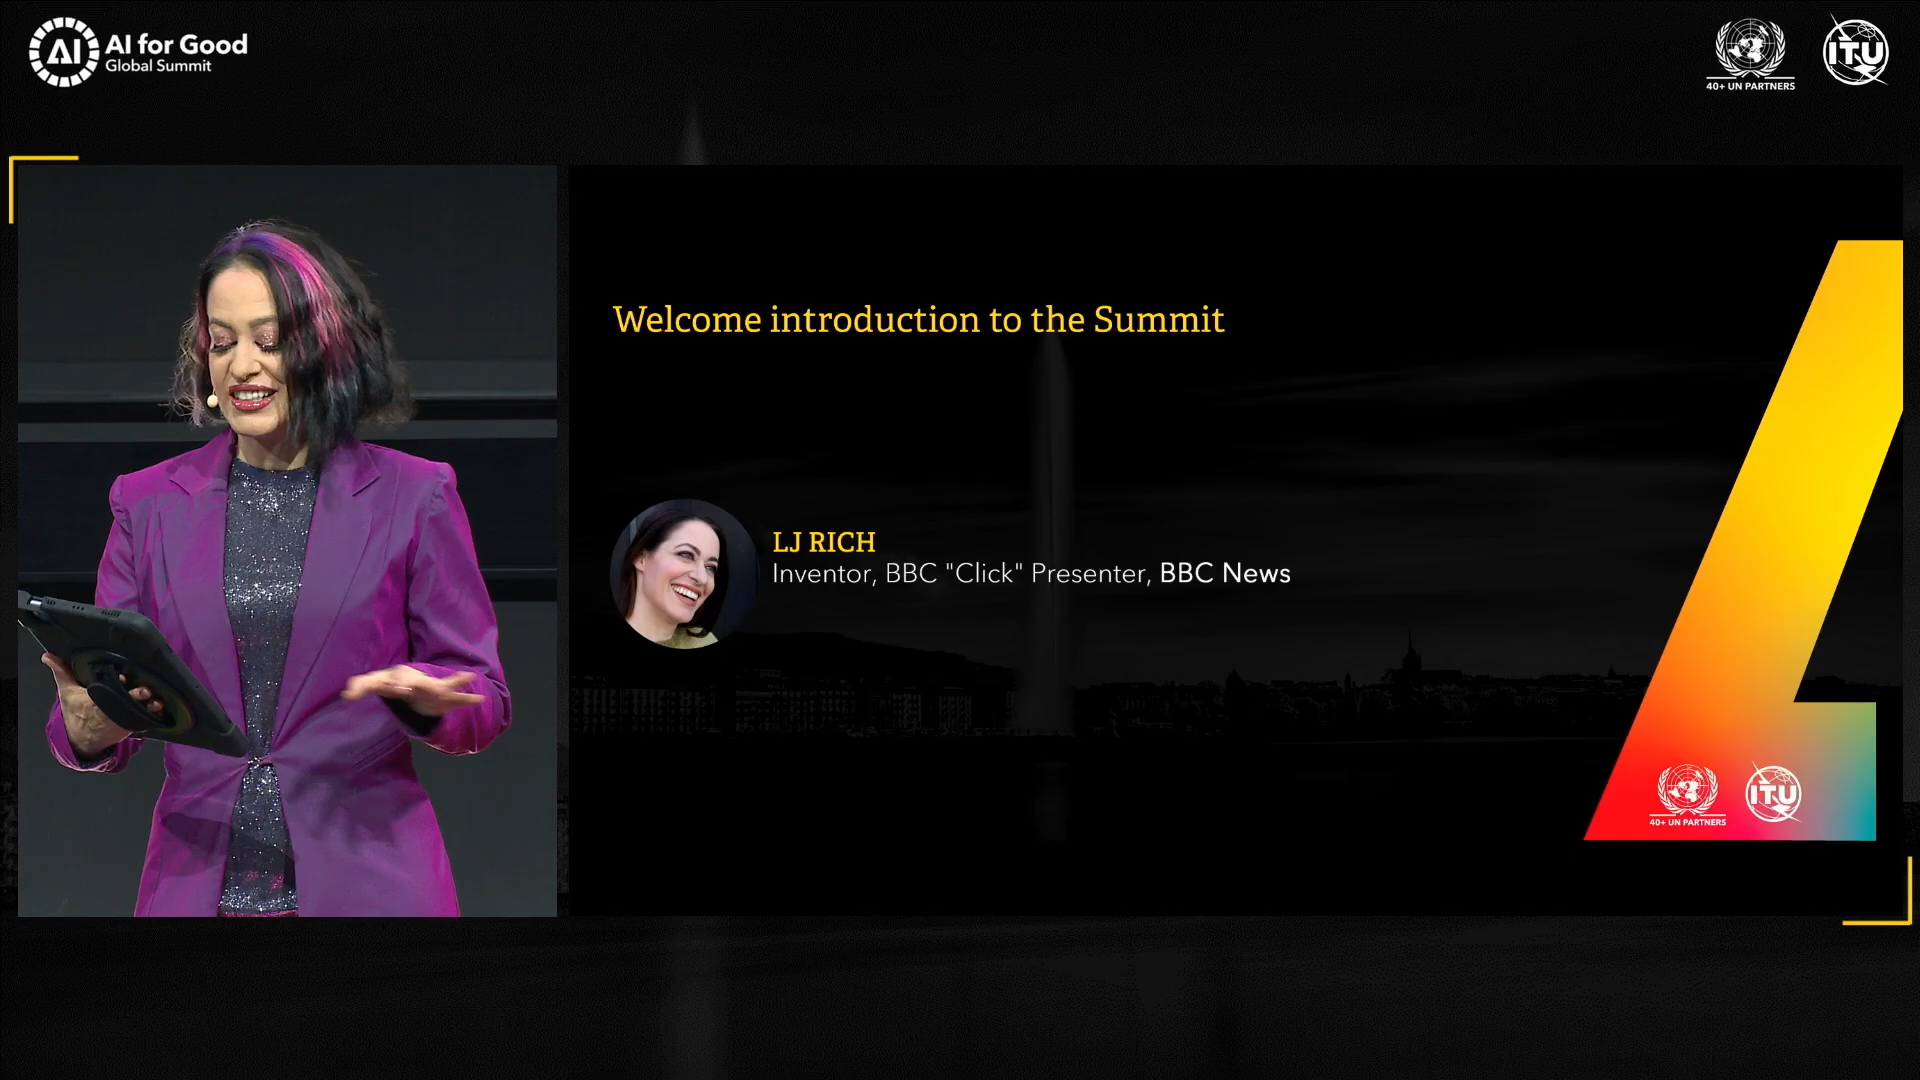 AI
AI for Good
Global Summit
40+ UN PARTNERS
ITU
Welcome introduction to the Summit
LJ RICH
Inventor, BBC "Click" Presenter, BBC News
40+ UN PARTNERS
ITU